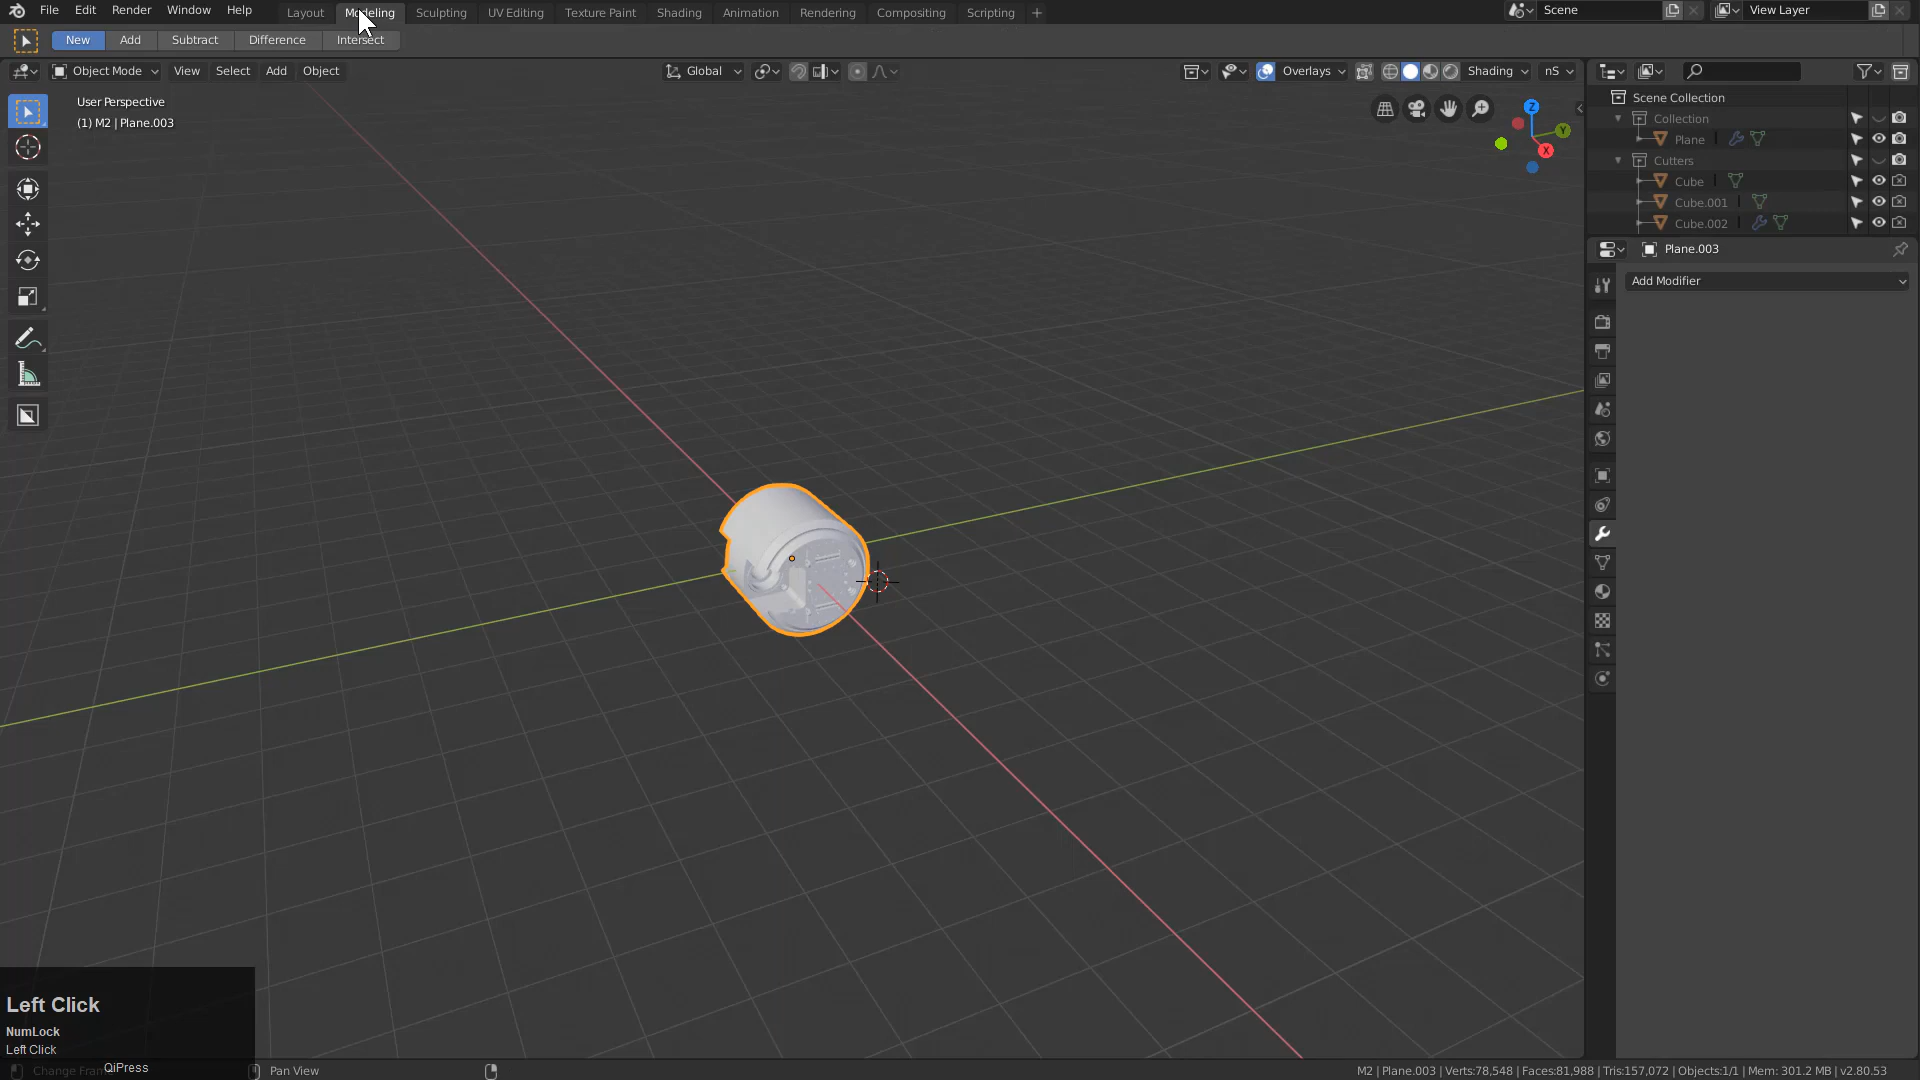 File Edit Render Window Help Layout Modeling Sculpting UV Editing Texture Paint Shading Animation Rendering Compositing Scripting + Scene View Layer
New Add Subtract Difference Intersect
Object Mode View Select Add Object Global Overlays Shading nS
User Perspective
(1) M2 | Plane.003
Z
Y
X
Scene Collection
Collection
Plane
Cutters
Cube
Cube.001
Cube.002
Plane.003
Add Modifier
Left Click
NumLock
Left Click
QiPress
Change Fram
Pan View
M2 | Plane.003 | Verts:78,548 | Faces:81,988 | Tris:157,072 | Objects:1/1 | Mem: 301.2 MB | v2.80.53